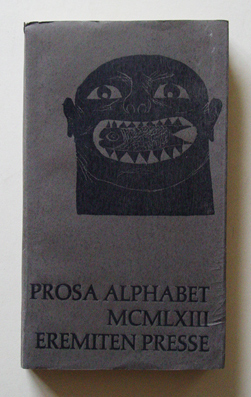 PROSA ALPHABET
MCMLXIII
EREMITEN PRESSE